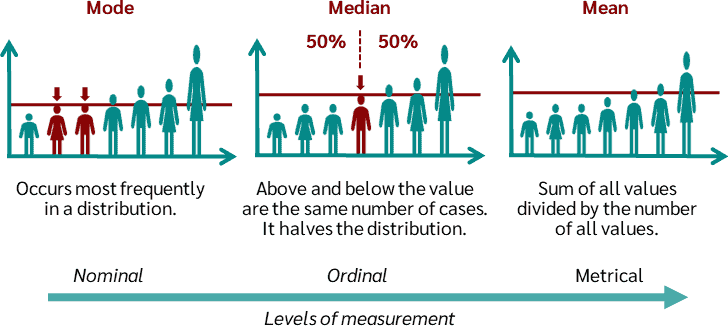 Mode
Occurs most frequently
in a distribution.
Median
50% 50%
Above and below the value
are the same number of cases.
It halves the distribution.
Mean
Sum of all values
divided by the number
of all values.
Nominal
Ordinal
Metrical
Levels of measurement